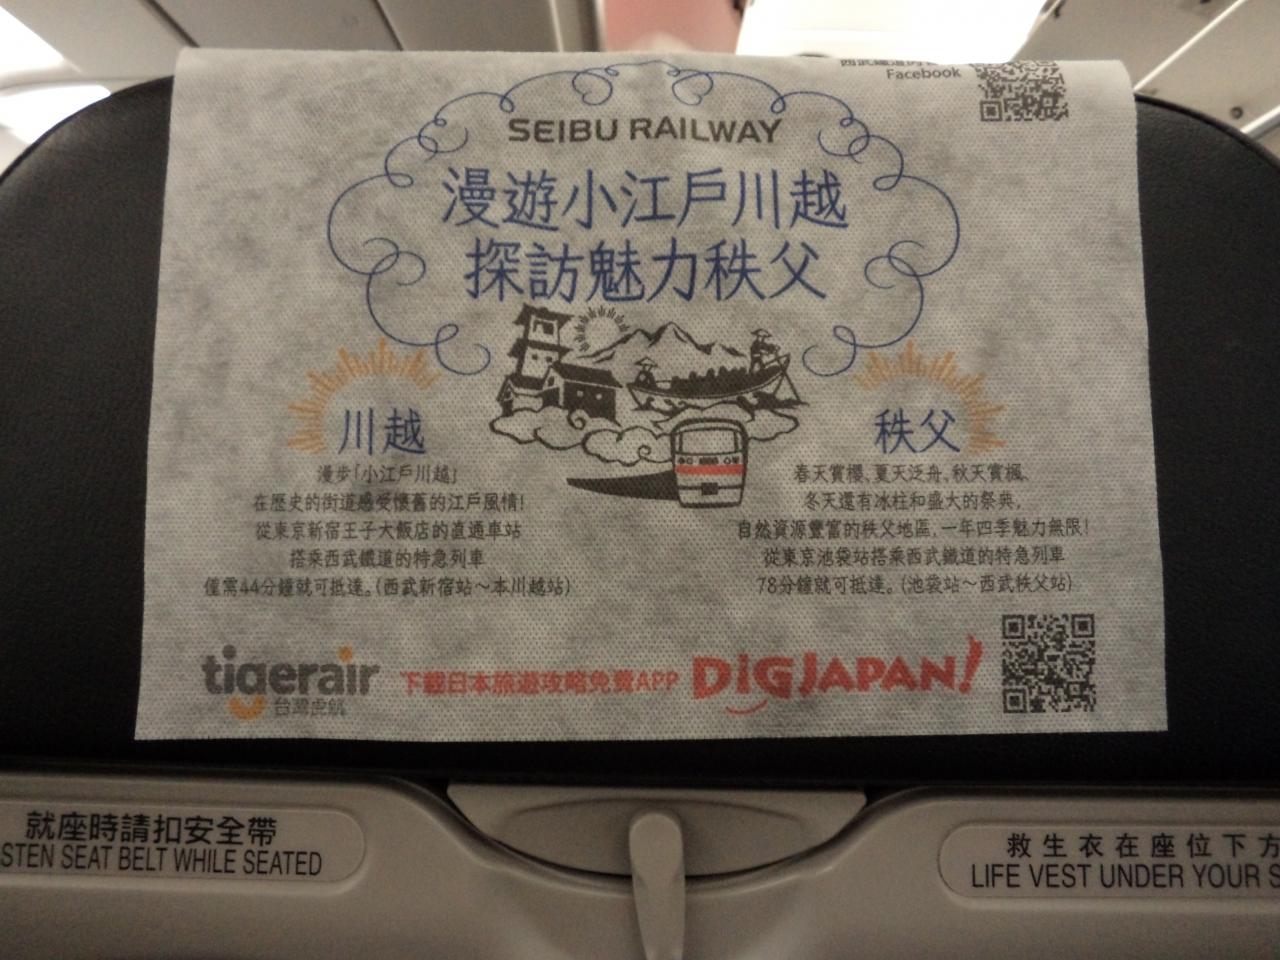 Facebook
SEIBU RAILWAY
漫遊小江戶川越
探訪魅力秩父
川越
漫步「小江戶川越」
在歷史的街道感受懷舊的江戶風情!
從東京新宿王子大飯店的直通車站
搭乘西武鐵道的特急列車
僅需44分鐘就可抵達。(西武新宿站～本川越站)
秩父
春天賞櫻、夏天泛舟、秋天賞楓、
冬天還有冰柱和盛大的祭典,
自然資源豐富的秩父地區,一年四季魅力無限!
從東京池袋站搭乘西武鐵道的特急列車
78分鐘就可抵達。(池袋站～西武秩父站)
tigerair
台灣虎航
下載日本旅遊攻略免費APP
DiGJAPAN!
就座時請扣安全帶
STEN SEAT BELT WHILE SEATED
救生衣在座位下方
LIFE VEST UNDER YOUR S